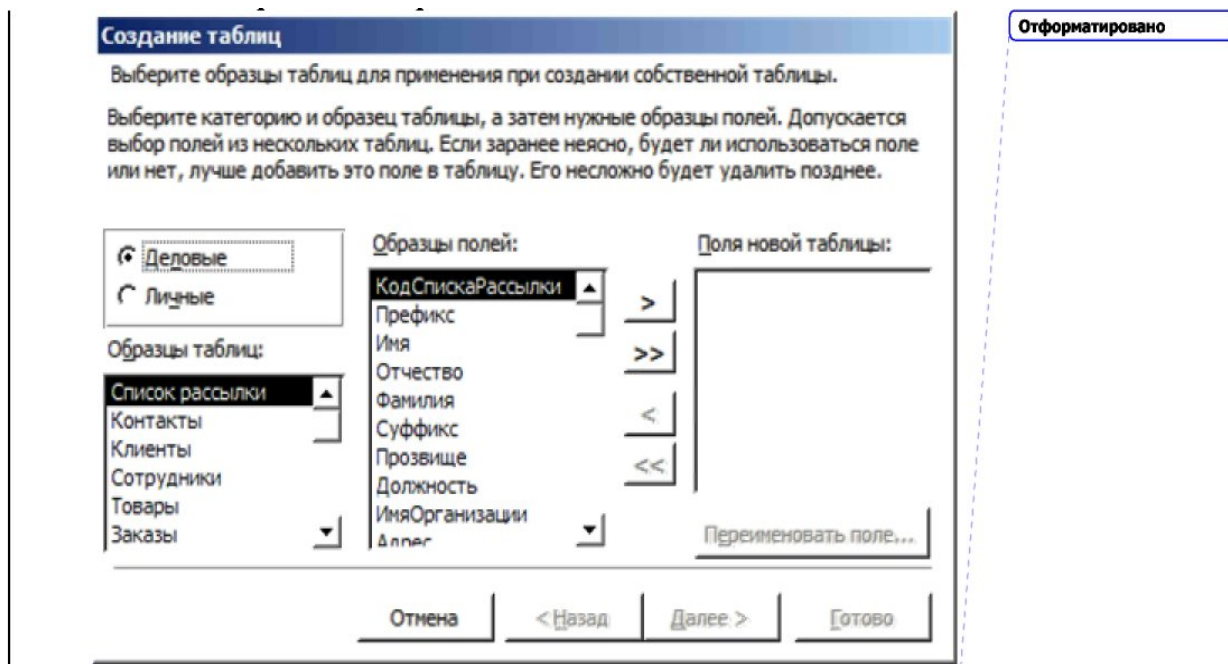 Отформатировано
Создание таблиц
Выберите образцы таблиц для применения при создании собственной таблицы.
Выберите категорию и образец таблицы, а затем нужные образцы полей. Допускается
выбор полей из нескольких таблиц. Если заранее неясно, будет ли использоваться поле
или нет, лучше добавить это поле в таблицу. Его несложно будет удалить позднее.
Деловые
Личные
Образцы таблиц:
Список рассылки
Контакты
Клиенты
Сотрудники
Товары
Заказы
Образцы полей:
КодСпискаРассылки
Префикс
Имя
Отчество
Фамилия
Суффикс
Прозвище
Должность
ИмяОрганизации
Адрес
>
>>
<
<<
Поля новой таблицы:
Переименовать поле...
Отмена
< Назад
Далее >
Готово